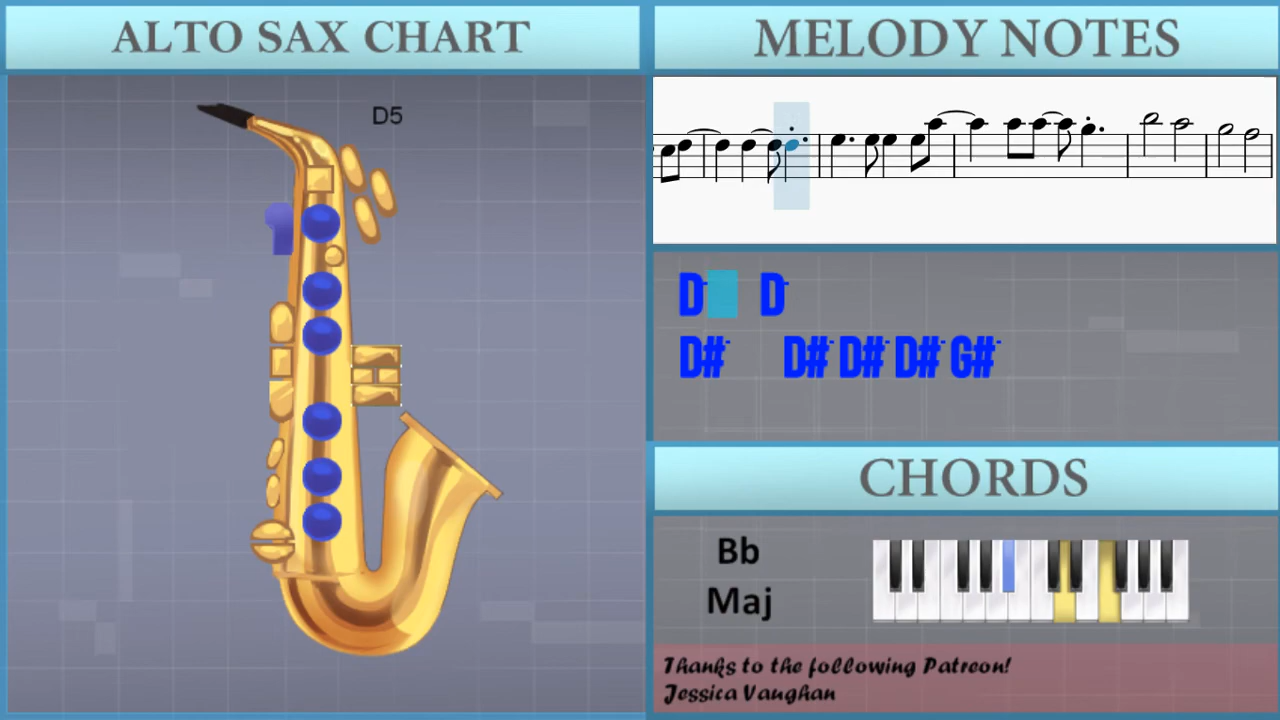 ALTO SAX CHART
D5
MELODY NOTES
D- D-
D#- D#- D#- D#- G#-
CHORDS
Bb
Maj
Thanks to the following Patreon!
Jessica Vaughan